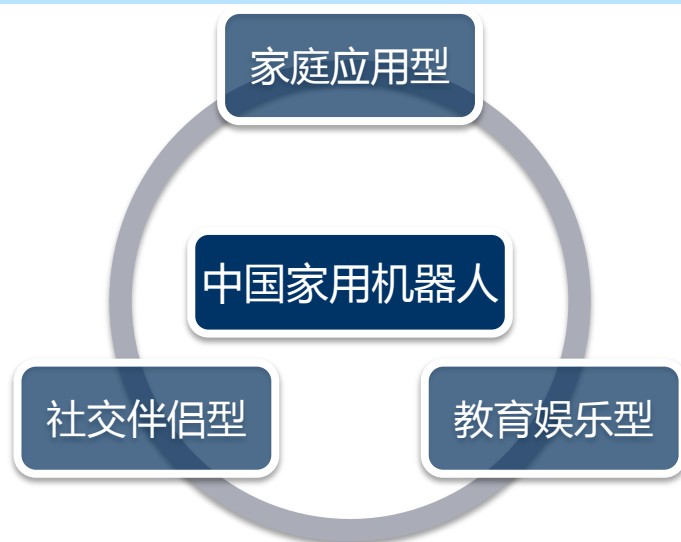 家庭应用型
中国家用机器人
社交伴侣型
教育娱乐型